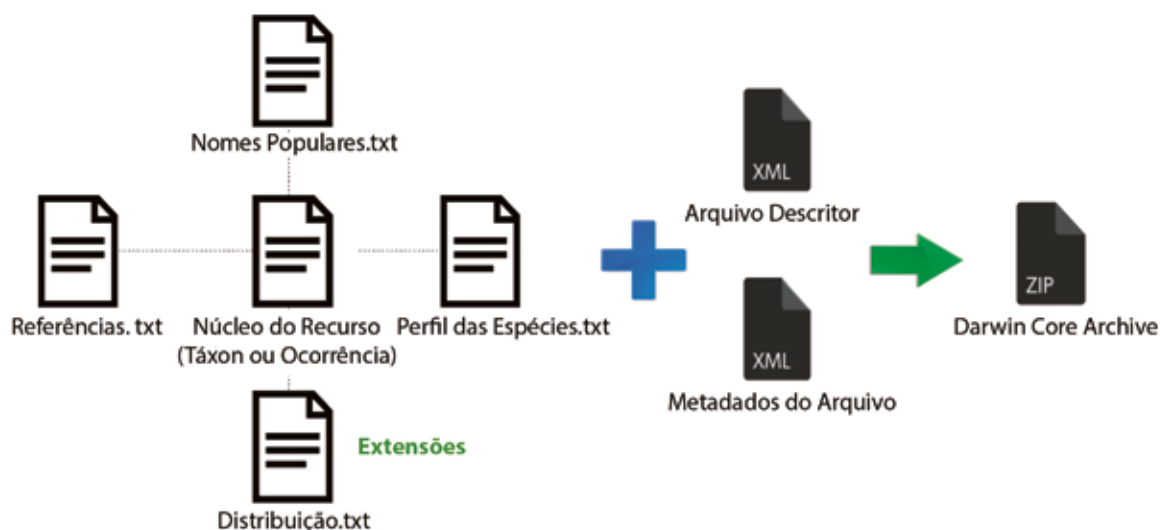 Nomes Populares.txt
Referências. txt
Núcleo do Recurso
(Táxon ou Ocorrência)
Perfil das Espécies.txt
Extensões
Distribuição.txt
XML
Arquivo Descritor
XML
Metadados do Arquivo
ZIP
Darwin Core Archive